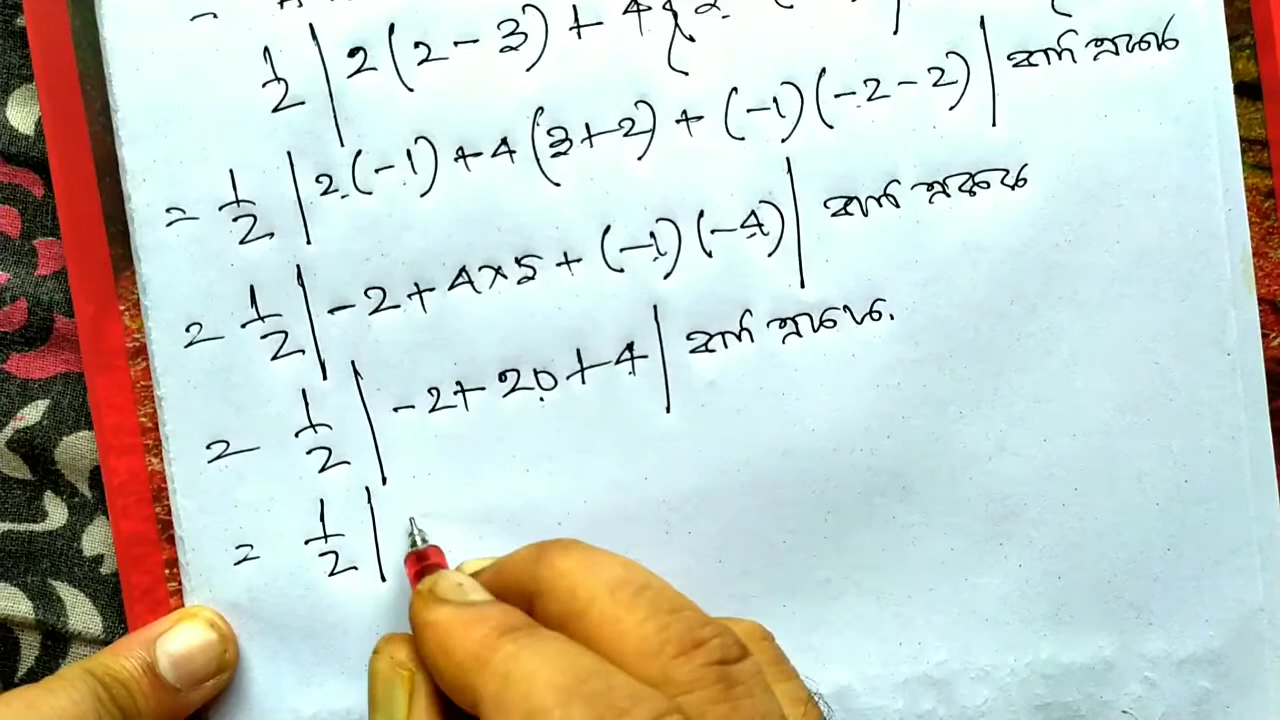 1/2 | 2(2-3) + 4{2
= 1/2 | 2(-1) + 4(3+2) + (-1)(-2-2) | বর্গ একক
= 1/2 | -2 + 4×5 + (-1)(-4) | বর্গ একক
= 1/2 | -2 + 20 + 4 | বর্গ একক.
= 1/2 |